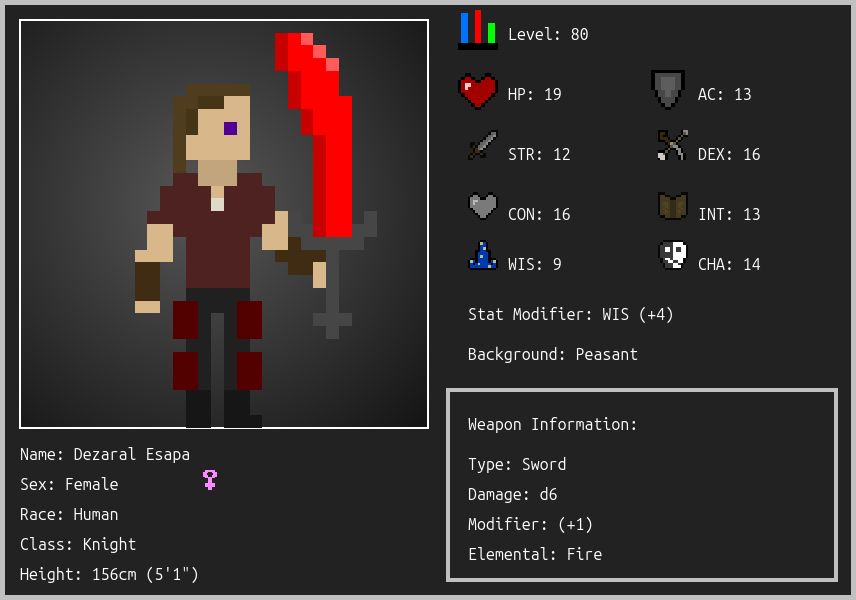 Level: 80
HP: 19
AC: 13
STR: 12
DEX: 16
CON: 16
INT: 13
WIS: 9
CHA: 14
Stat Modifier: WIS (+4)
Background: Peasant
Weapon Information:
Type: Sword
Damage: d6
Modifier: (+1)
Elemental: Fire
Name: Dezaral Esapa
Sex: Female
Race: Human
Class: Knight
Height: 156cm (5'1")